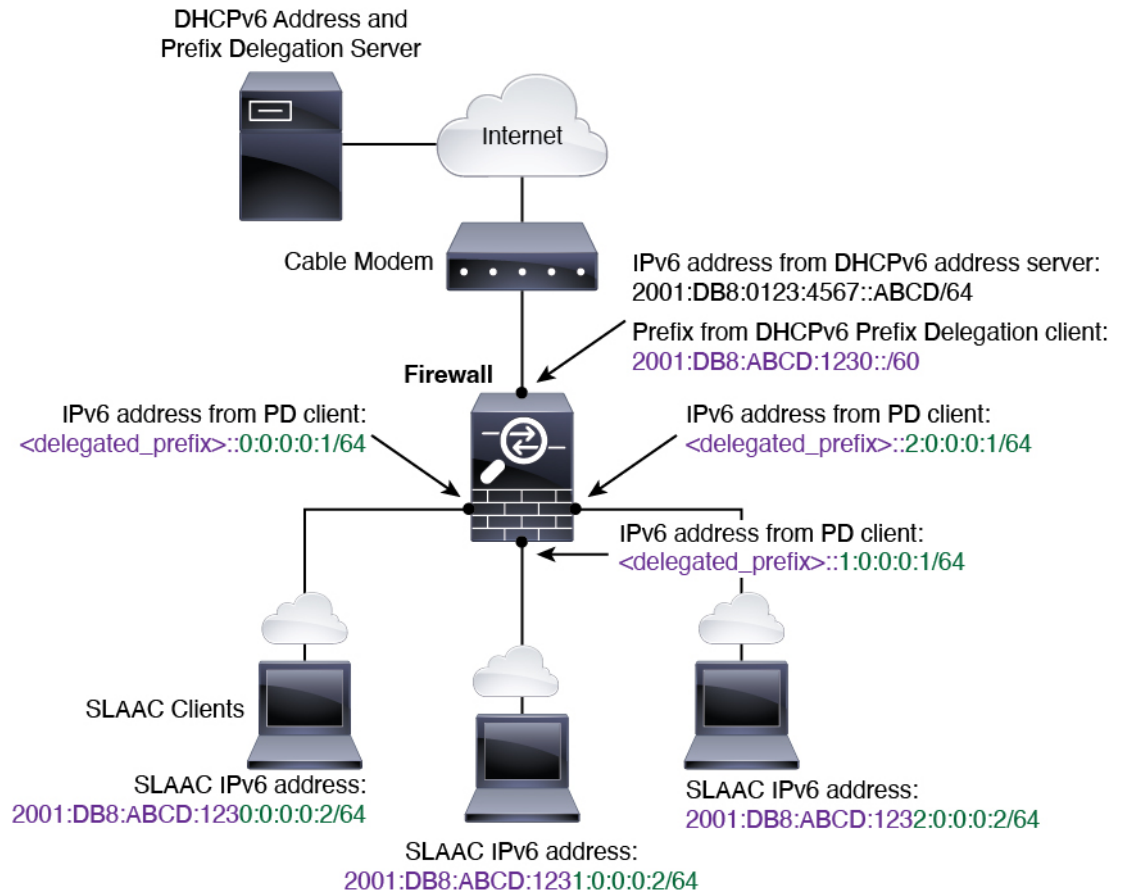 DHCPv6 Address and
Prefix Delegation Server
Internet
Cable Modem
IPv6 address from DHCPv6 address server:
2001:DB8:0123:4567::ABCD/64
Prefix from DHCPv6 Prefix Delegation client:
2001:DB8:ABCD:1230::/60
Firewall
IPv6 address from PD client:
<delegated_prefix>::0:0:0:0:1/64
IPv6 address from PD client:
<delegated_prefix>::2:0:0:0:1/64
IPv6 address from PD client:
<delegated_prefix>::1:0:0:0:1/64
SLAAC Clients
SLAAC IPv6 address:
2001:DB8:ABCD:1230:0:0:0:2/64
SLAAC IPv6 address:
2001:DB8:ABCD:1232:0:0:0:2/64
SLAAC IPv6 address:
2001:DB8:ABCD:1231:0:0:0:2/64